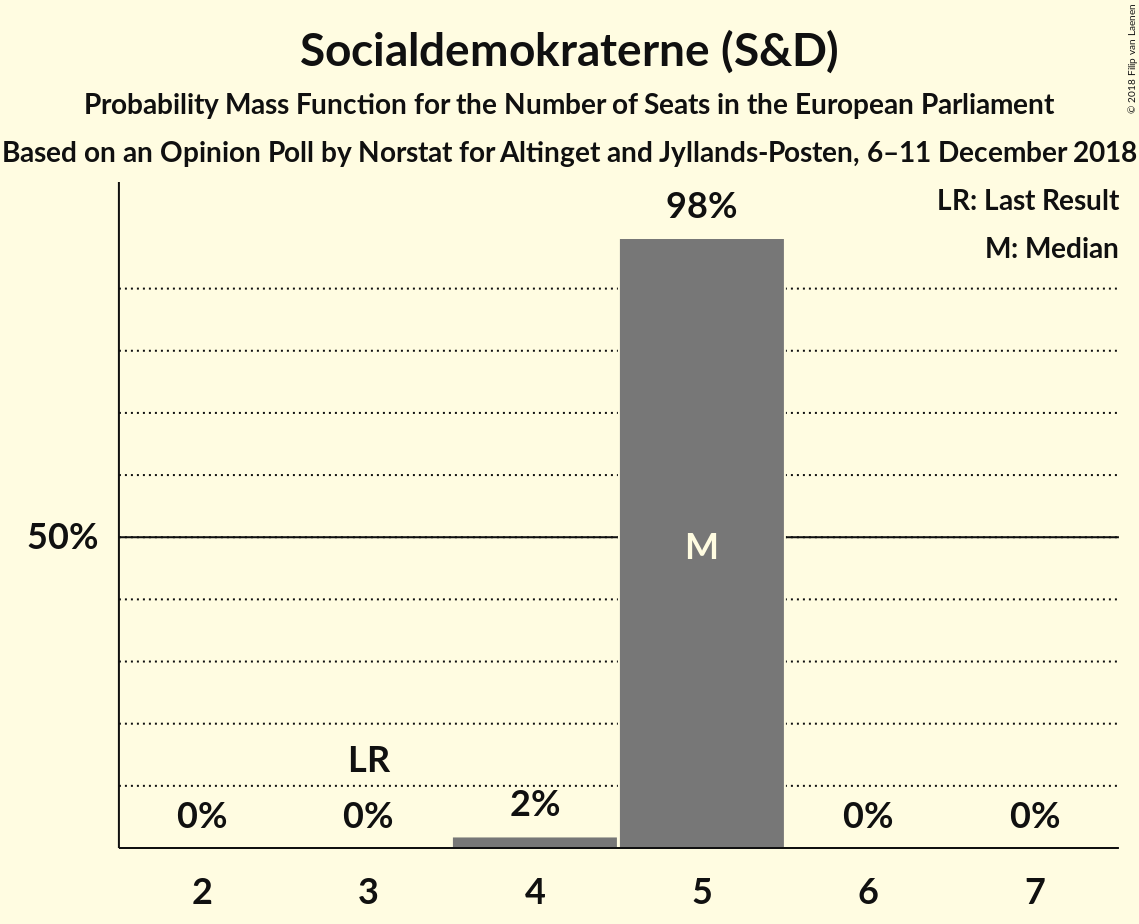 Socialdemokraterne (S&D)
Probability Mass Function for the Number of Seats in the European Parliament
Based on an Opinion Poll by Norstat for Altinget and Jyllands-Posten, 6–11 December 2018
© 2018 Filip van Laenen
LR: Last Result
M: Median
98%
50%
M
LR
0%
0%
2%
0%
0%
2
3
4
5
6
7